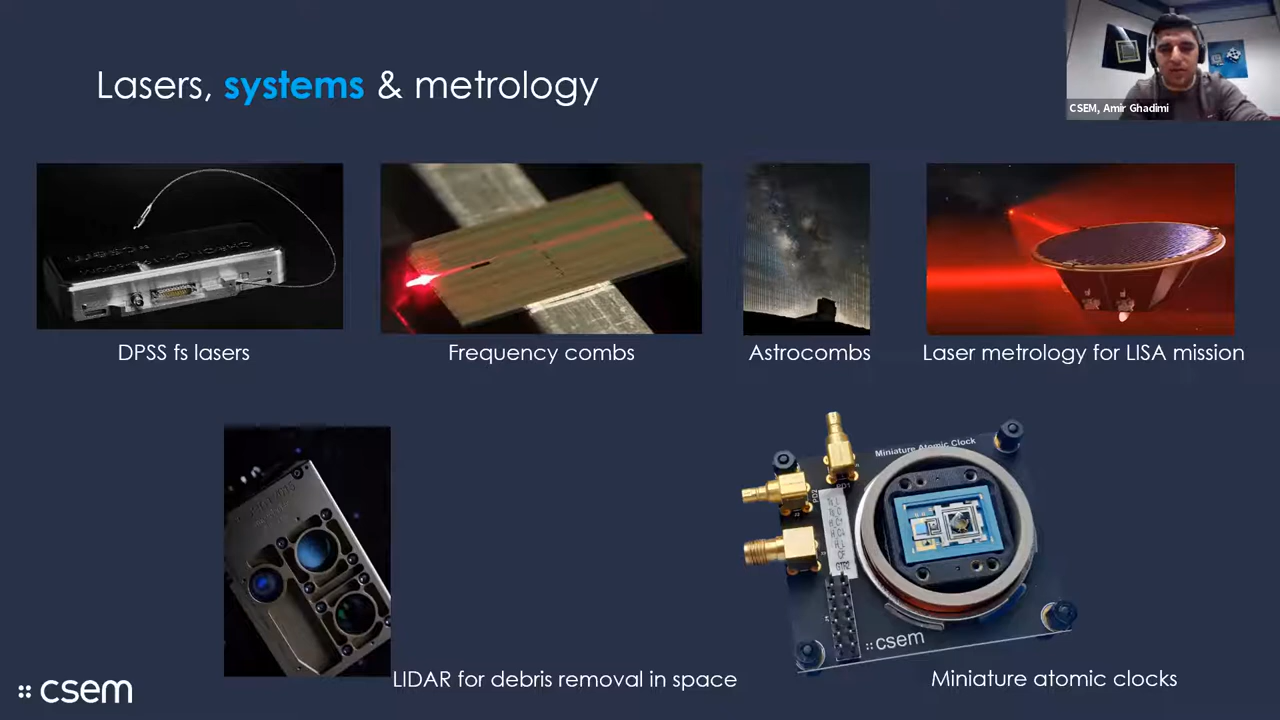 Lasers, systems & metrology
CSEM, Amir Ghadimi
DPSS fs lasers
Frequency combs
Astrocombs
Laser metrology for LISA mission
Miniature Atomic Clock
:: csem
LIDAR for debris removal in space
Miniature atomic clocks
:: csem